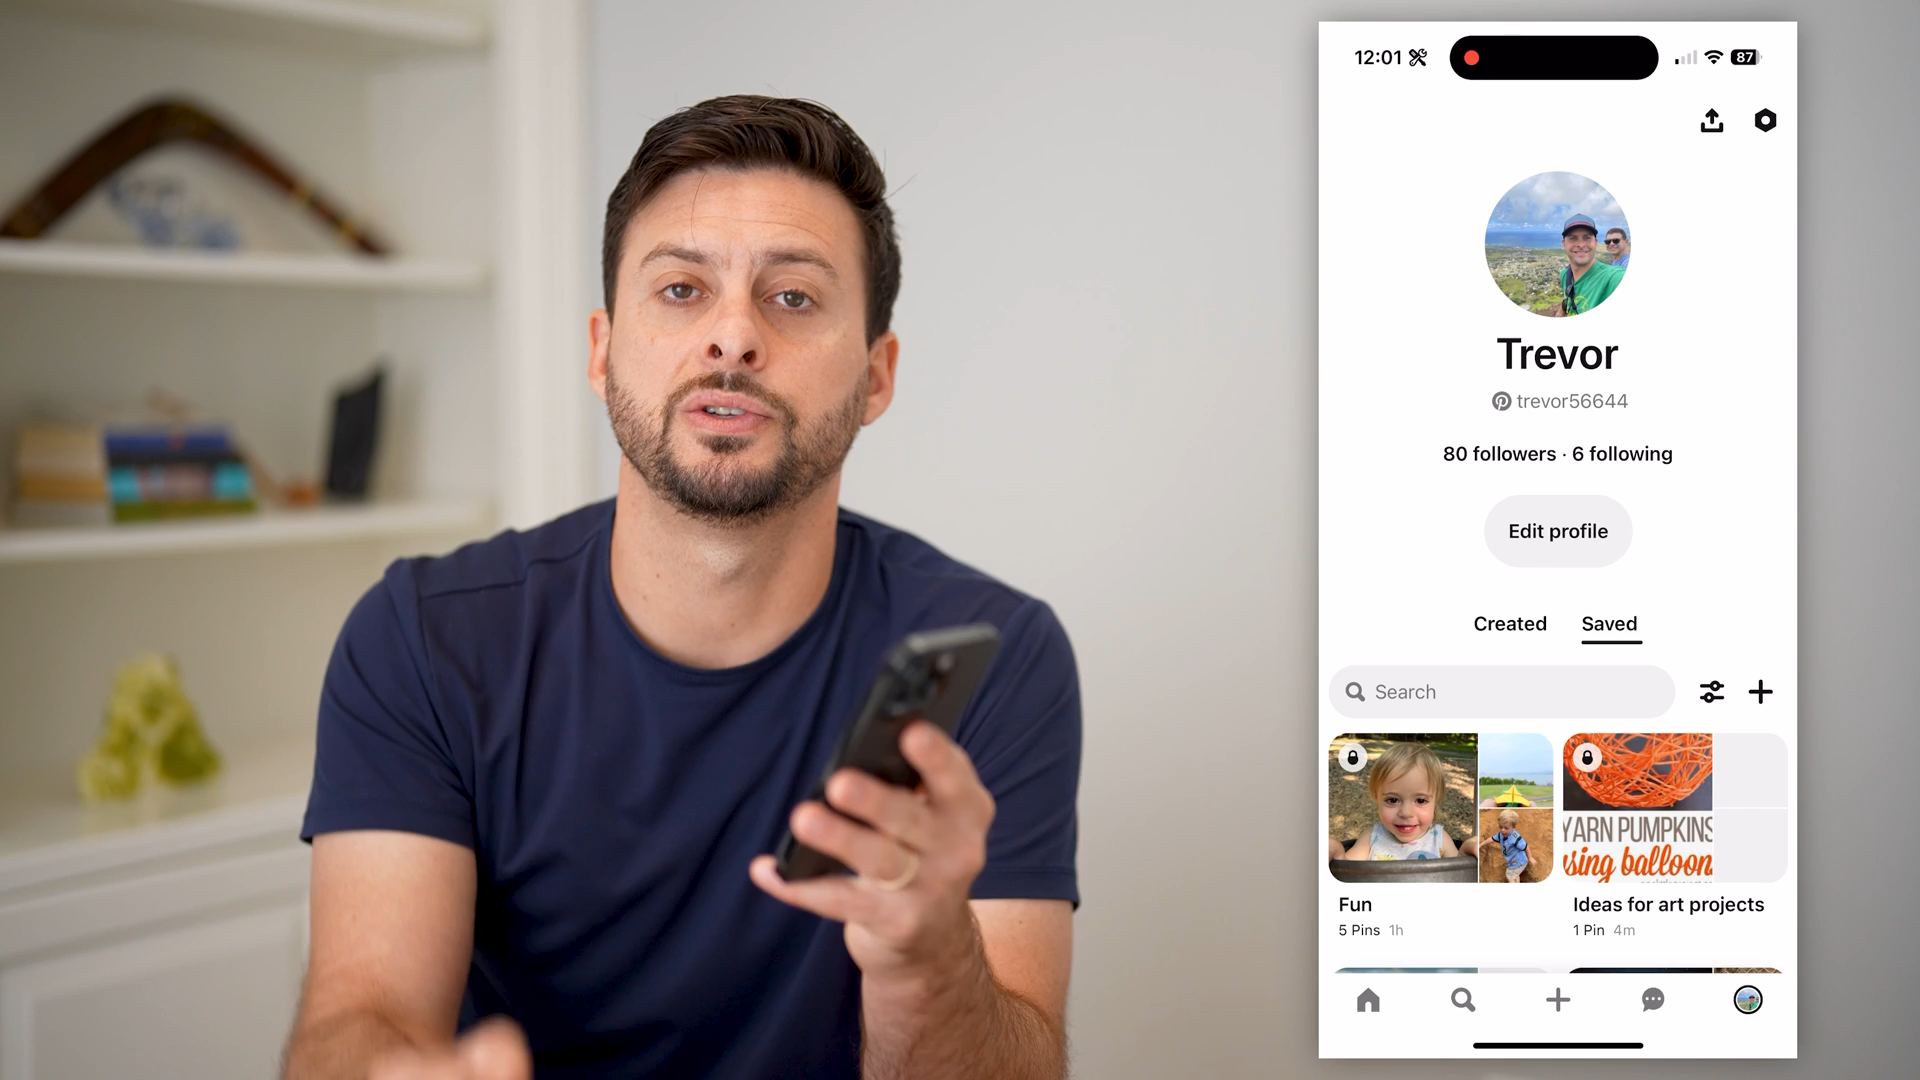 12:01
87
Trevor
trevor56644
80 followers · 6 following
Edit profile
Created Saved
Search
YARN PUMPKINS
using balloon
Fun
5 Pins 1h
Ideas for art projects
1 Pin 4m